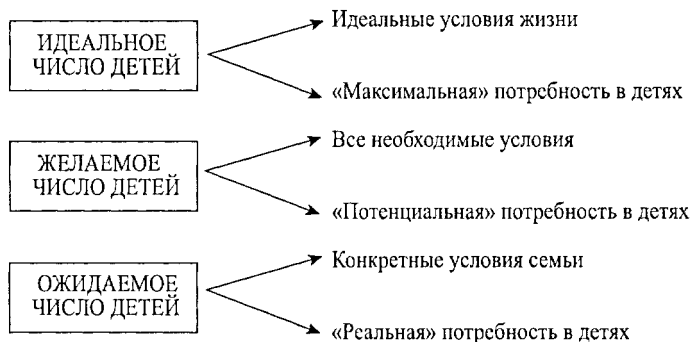 ИДЕАЛЬНОЕ
ЧИСЛО ДЕТЕЙ
Идеальные условия жизни
«Максимальная» потребность в детях
ЖЕЛАЕМОЕ
ЧИСЛО ДЕТЕЙ
Все необходимые условия
«Потенциальная» потребность в детях
ОЖИДАЕМОЕ
ЧИСЛО ДЕТЕЙ
Конкретные условия семьи
«Реальная» потребность в детях